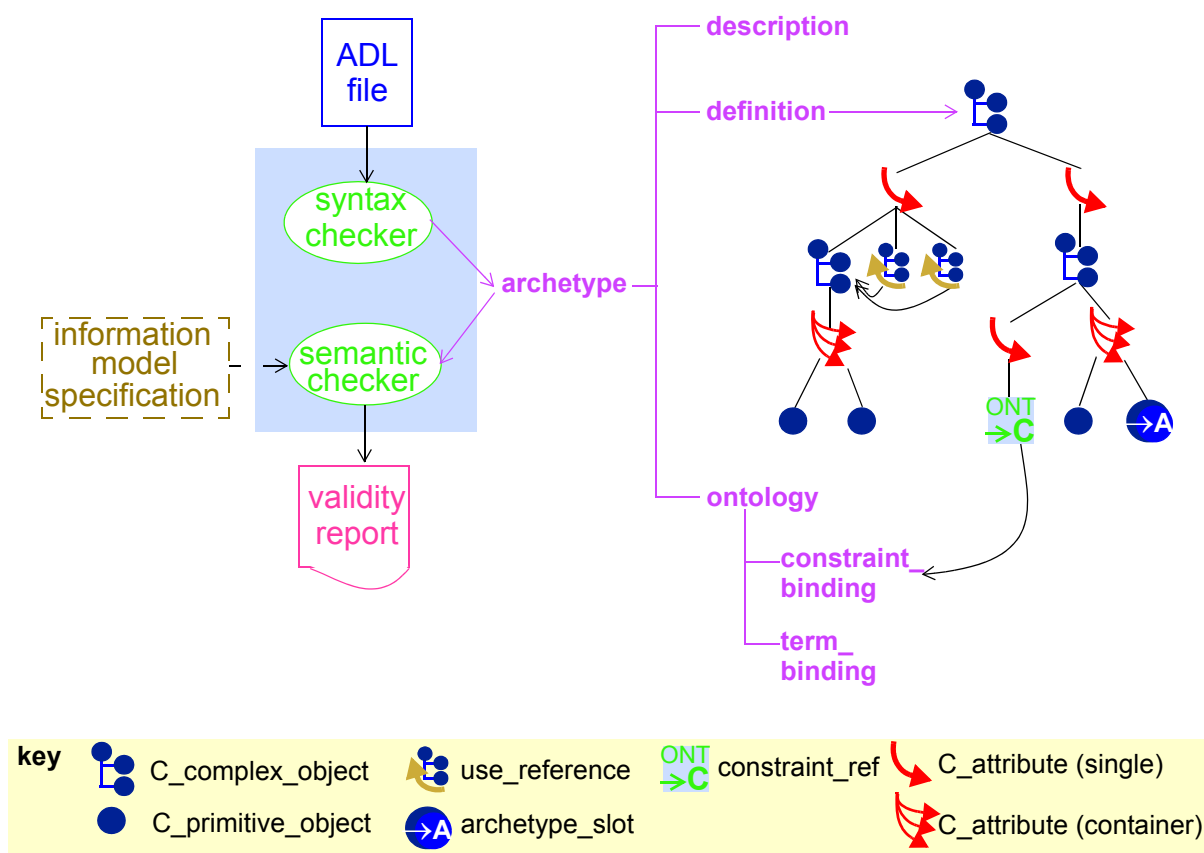 ADL
file
syntax
checker
information
model
specification
semantic
checker
validity
report
archetype
description
definition
ONT
→C
→A
ontology
constraint_
binding
term_
binding
key
C_complex_object
use_reference
ONT
→C
constraint_ref
C_attribute (single)
C_primitive_object
→A
archetype_slot
C_attribute (container)